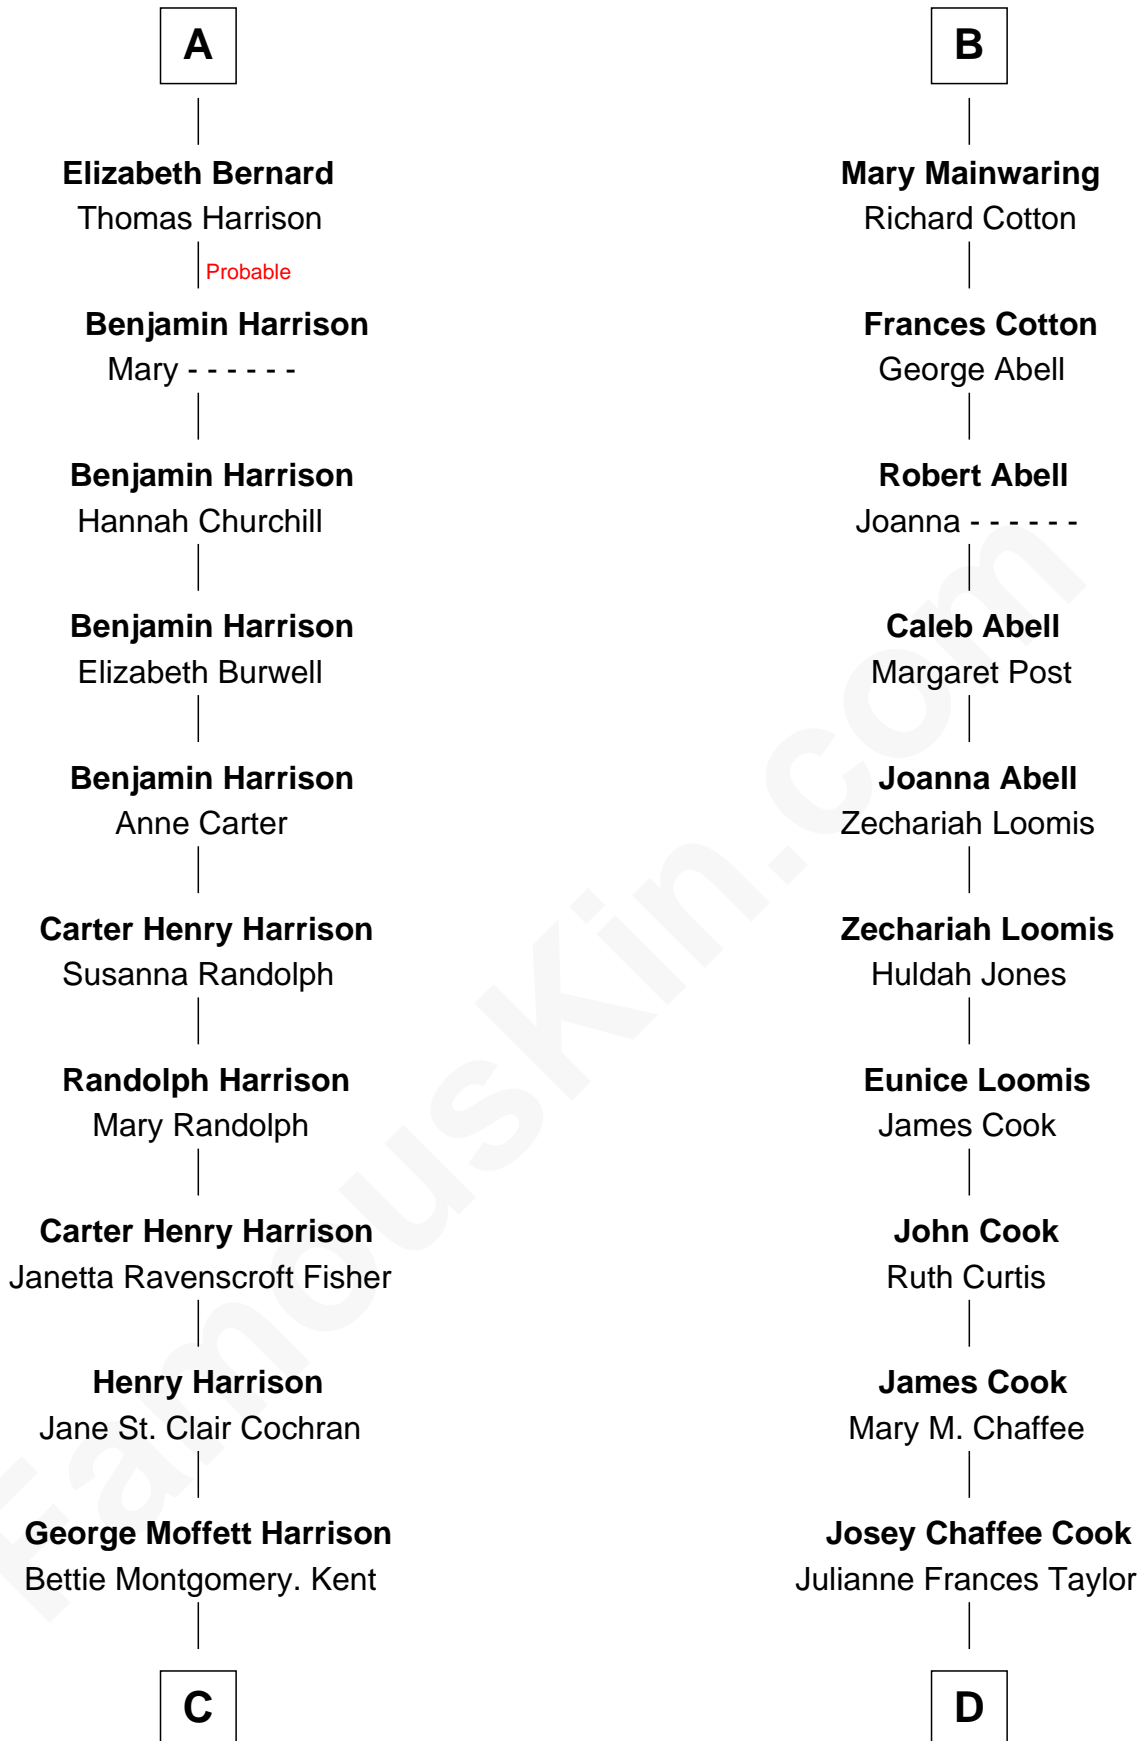 A
Elizabeth Bernard
Thomas Harrison
Probable
Benjamin Harrison
Mary - - - - - -
Benjamin Harrison
Hannah Churchill
Benjamin Harrison
Elizabeth Burwell
Benjamin Harrison
Anne Carter
Carter Henry Harrison
Susanna Randolph
Randolph Harrison
Mary Randolph
Carter Henry Harrison
Janetta Ravenscroft Fisher
Henry Harrison
Jane St. Clair Cochran
George Moffett Harrison
Bettie Montgomery. Kent
C
B
Mary Mainwaring
Richard Cotton
Frances Cotton
George Abell
Robert Abell
Joanna - - - - - -
Caleb Abell
Margaret Post
Joanna Abell
Zechariah Loomis
Zechariah Loomis
Huldah Jones
Eunice Loomis
James Cook
John Cook
Ruth Curtis
James Cook
Mary M. Chaffee
Josey Chaffee Cook
Julianne Frances Taylor
D
FamousKin.com